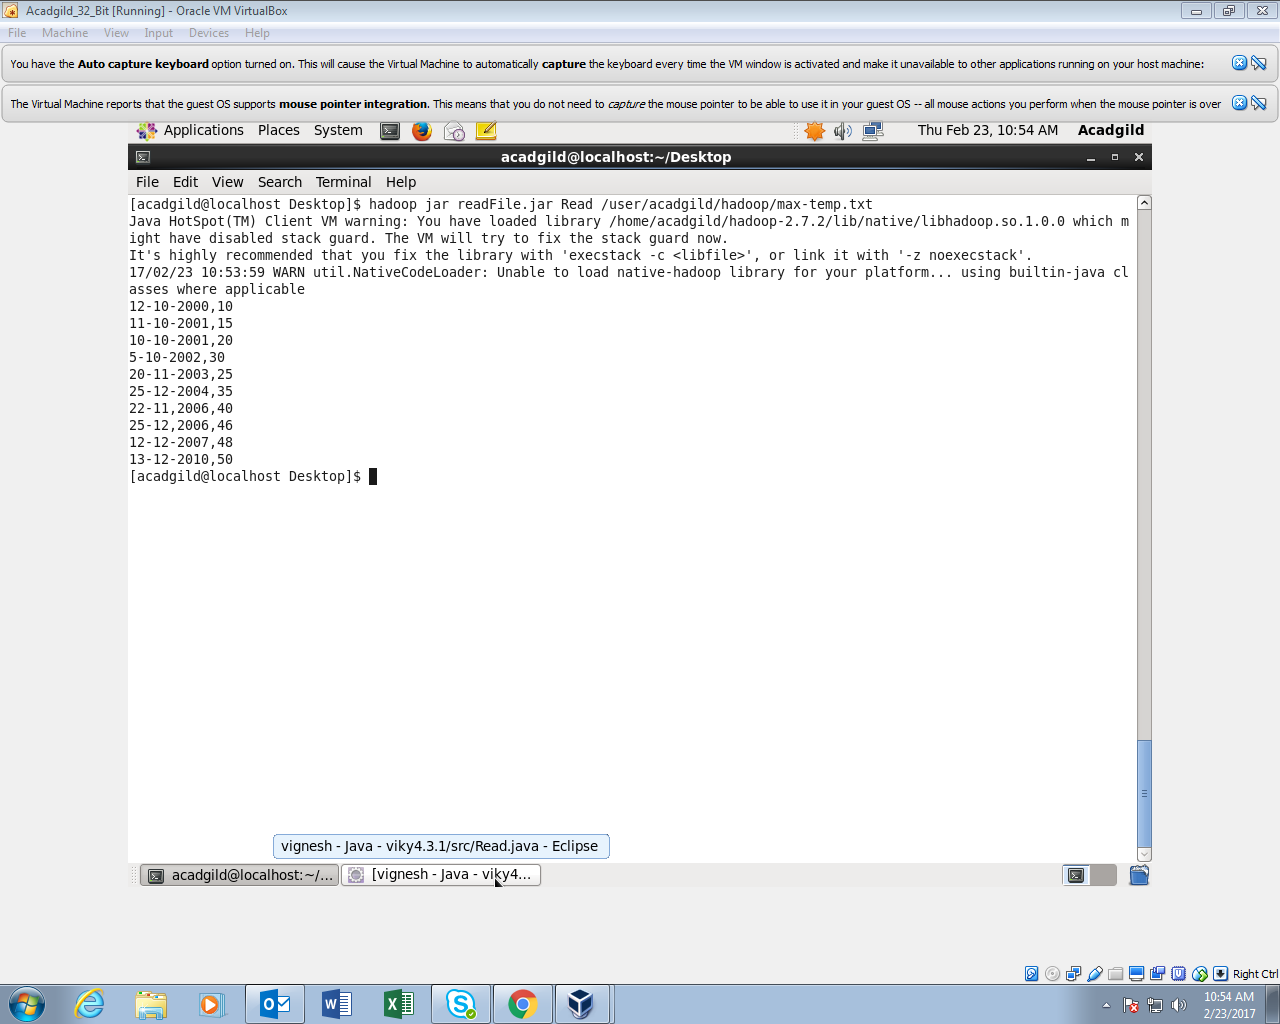 Acadgild_32_Bit [Running] - Oracle VM VirtualBox
File Machine View Input Devices Help
You have the Auto capture keyboard option turned on. This will cause the Virtual Machine to automatically capture the keyboard every time the VM window is activated and make it unavailable to other applications running on your host machine:
The Virtual Machine reports that the guest OS supports mouse pointer integration. This means that you do not need to capture the mouse pointer to be able to use it in your guest OS -- all mouse actions you perform when the mouse pointer is over
Applications Places System Thu Feb 23, 10:54 AM Acadgild
acadgild@localhost:~/Desktop
File Edit View Search Terminal Help
[acadgild@localhost Desktop]$ hadoop jar readFile.jar Read /user/acadgild/hadoop/max-temp.txt
Java HotSpot(TM) Client VM warning: You have loaded library /home/acadgild/hadoop-2.7.2/lib/native/libhadoop.so.1.0.0 which m
ight have disabled stack guard. The VM will try to fix the stack guard now.
It's highly recommended that you fix the library with 'execstack -c <libfile>', or link it with '-z noexecstack'.
17/02/23 10:53:59 WARN util.NativeCodeLoader: Unable to load native-hadoop library for your platform... using builtin-java cl
asses where applicable
12-10-2000,10
11-10-2001,15
10-10-2001,20
5-10-2002,30
20-11-2003,25
25-12-2004,35
22-11,2006,40
25-12,2006,46
12-12-2007,48
13-12-2010,50
[acadgild@localhost Desktop]$
vignesh - Java - viky4.3.1/src/Read.java - Eclipse
acadgild@localhost:~/... [vignesh - Java - viky4...
Right Ctrl
10:54 AM
2/23/2017